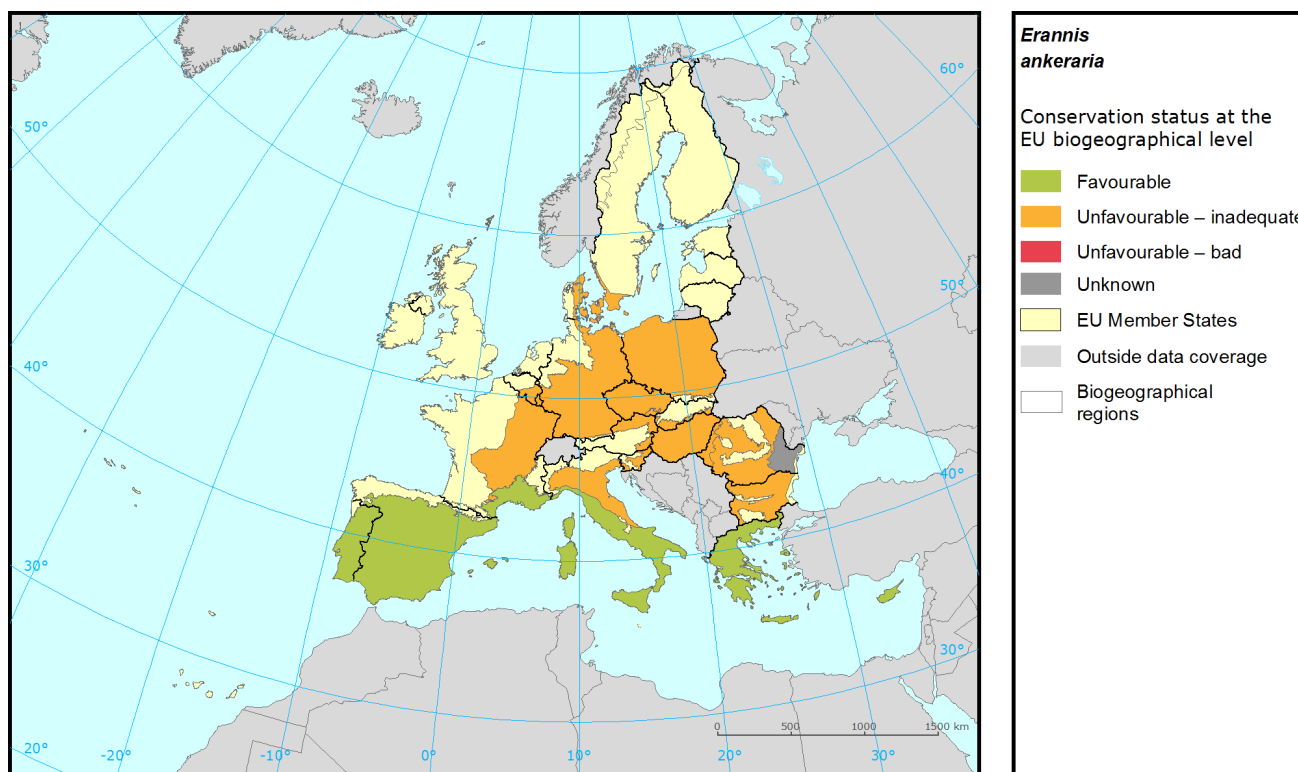 60°
50°
50°
40°
40°
30°
30°
20°
-20°
-10°
0°
10°
20°
30°
0 500 1000 1500 km
Erannis
ankeraria
Conservation status at the
EU biogeographical level
Favourable
Unfavourable – inadequate
Unfavourable – bad
Unknown
EU Member States
Outside data coverage
Biogeographical
regions